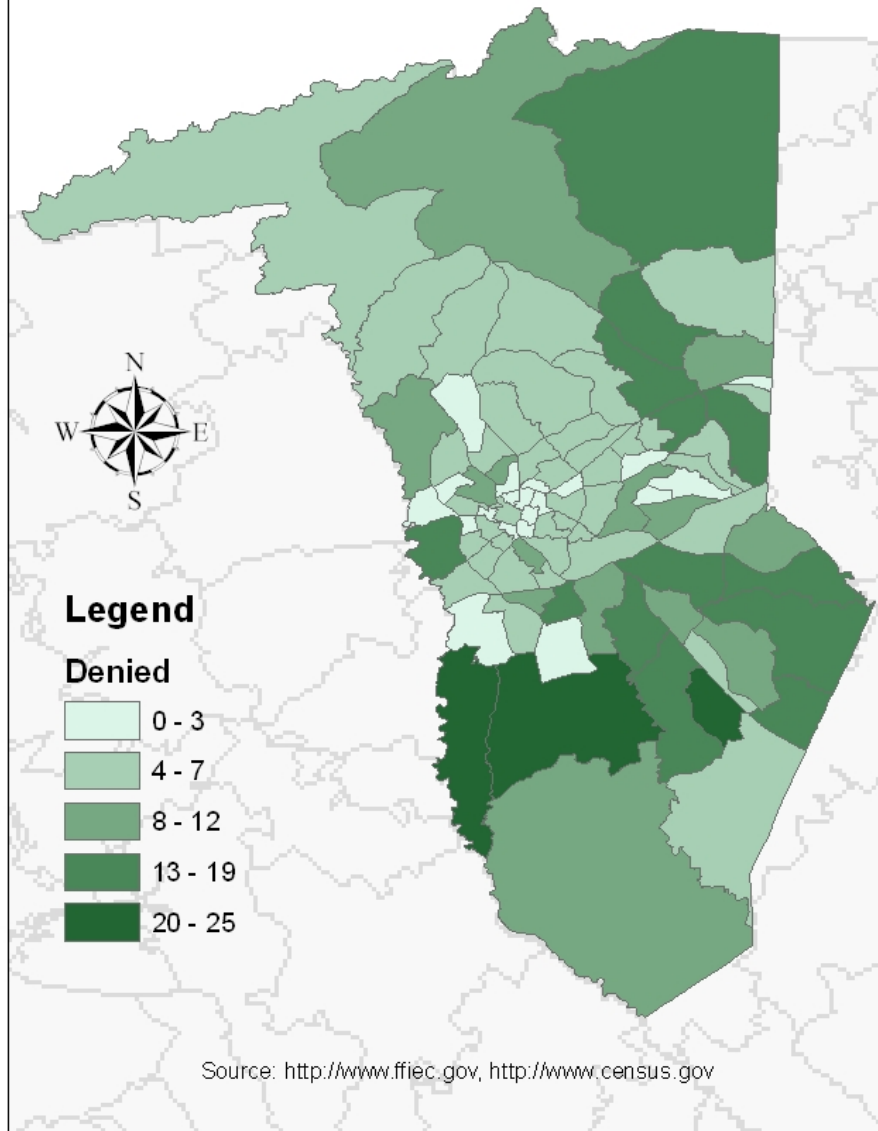 N
W E
S
Legend
Denied
0 - 3
4 - 7
8 - 12
13 - 19
20 - 25
Source: http://www.ffiec.gov, http://www.census.gov